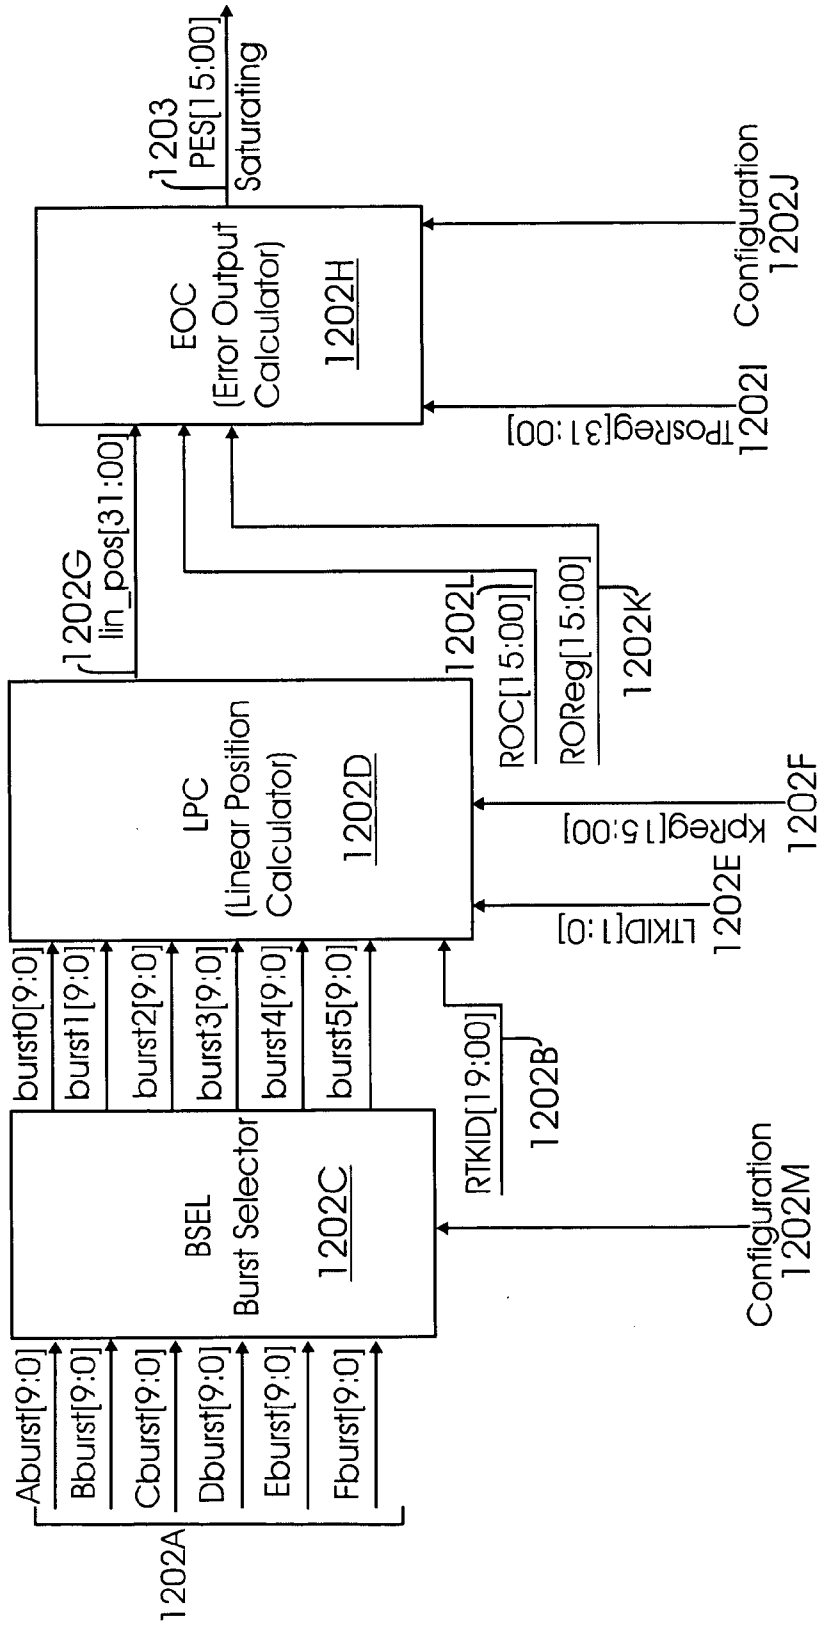 Aburst[9:0]
Bburst[9:0]
Cburst[9:0]
Dburst[9:0]
Eburst[9:0]
Fburst[9:0]
1202A
BSEL
Burst Selector
1202C
Configuration
1202M
burst0[9:0]
burst1[9:0]
burst2[9:0]
burst3[9:0]
burst4[9:0]
burst5[9:0]
RTKID[19:00]
1202B
LPC
(Linear Position
Calculator)
1202D
LTKID[1:0]
1202E
KpReg[15:00]
1202F
1202G
lin_pos[31:00]
1202L
ROC[15:00]
ROReg[15:00]
1202K
EOC
(Error Output
Calculator)
1202H
TPosReg[31:00]
1202I
Configuration
1202J
1203
PES[15:00]
Saturating